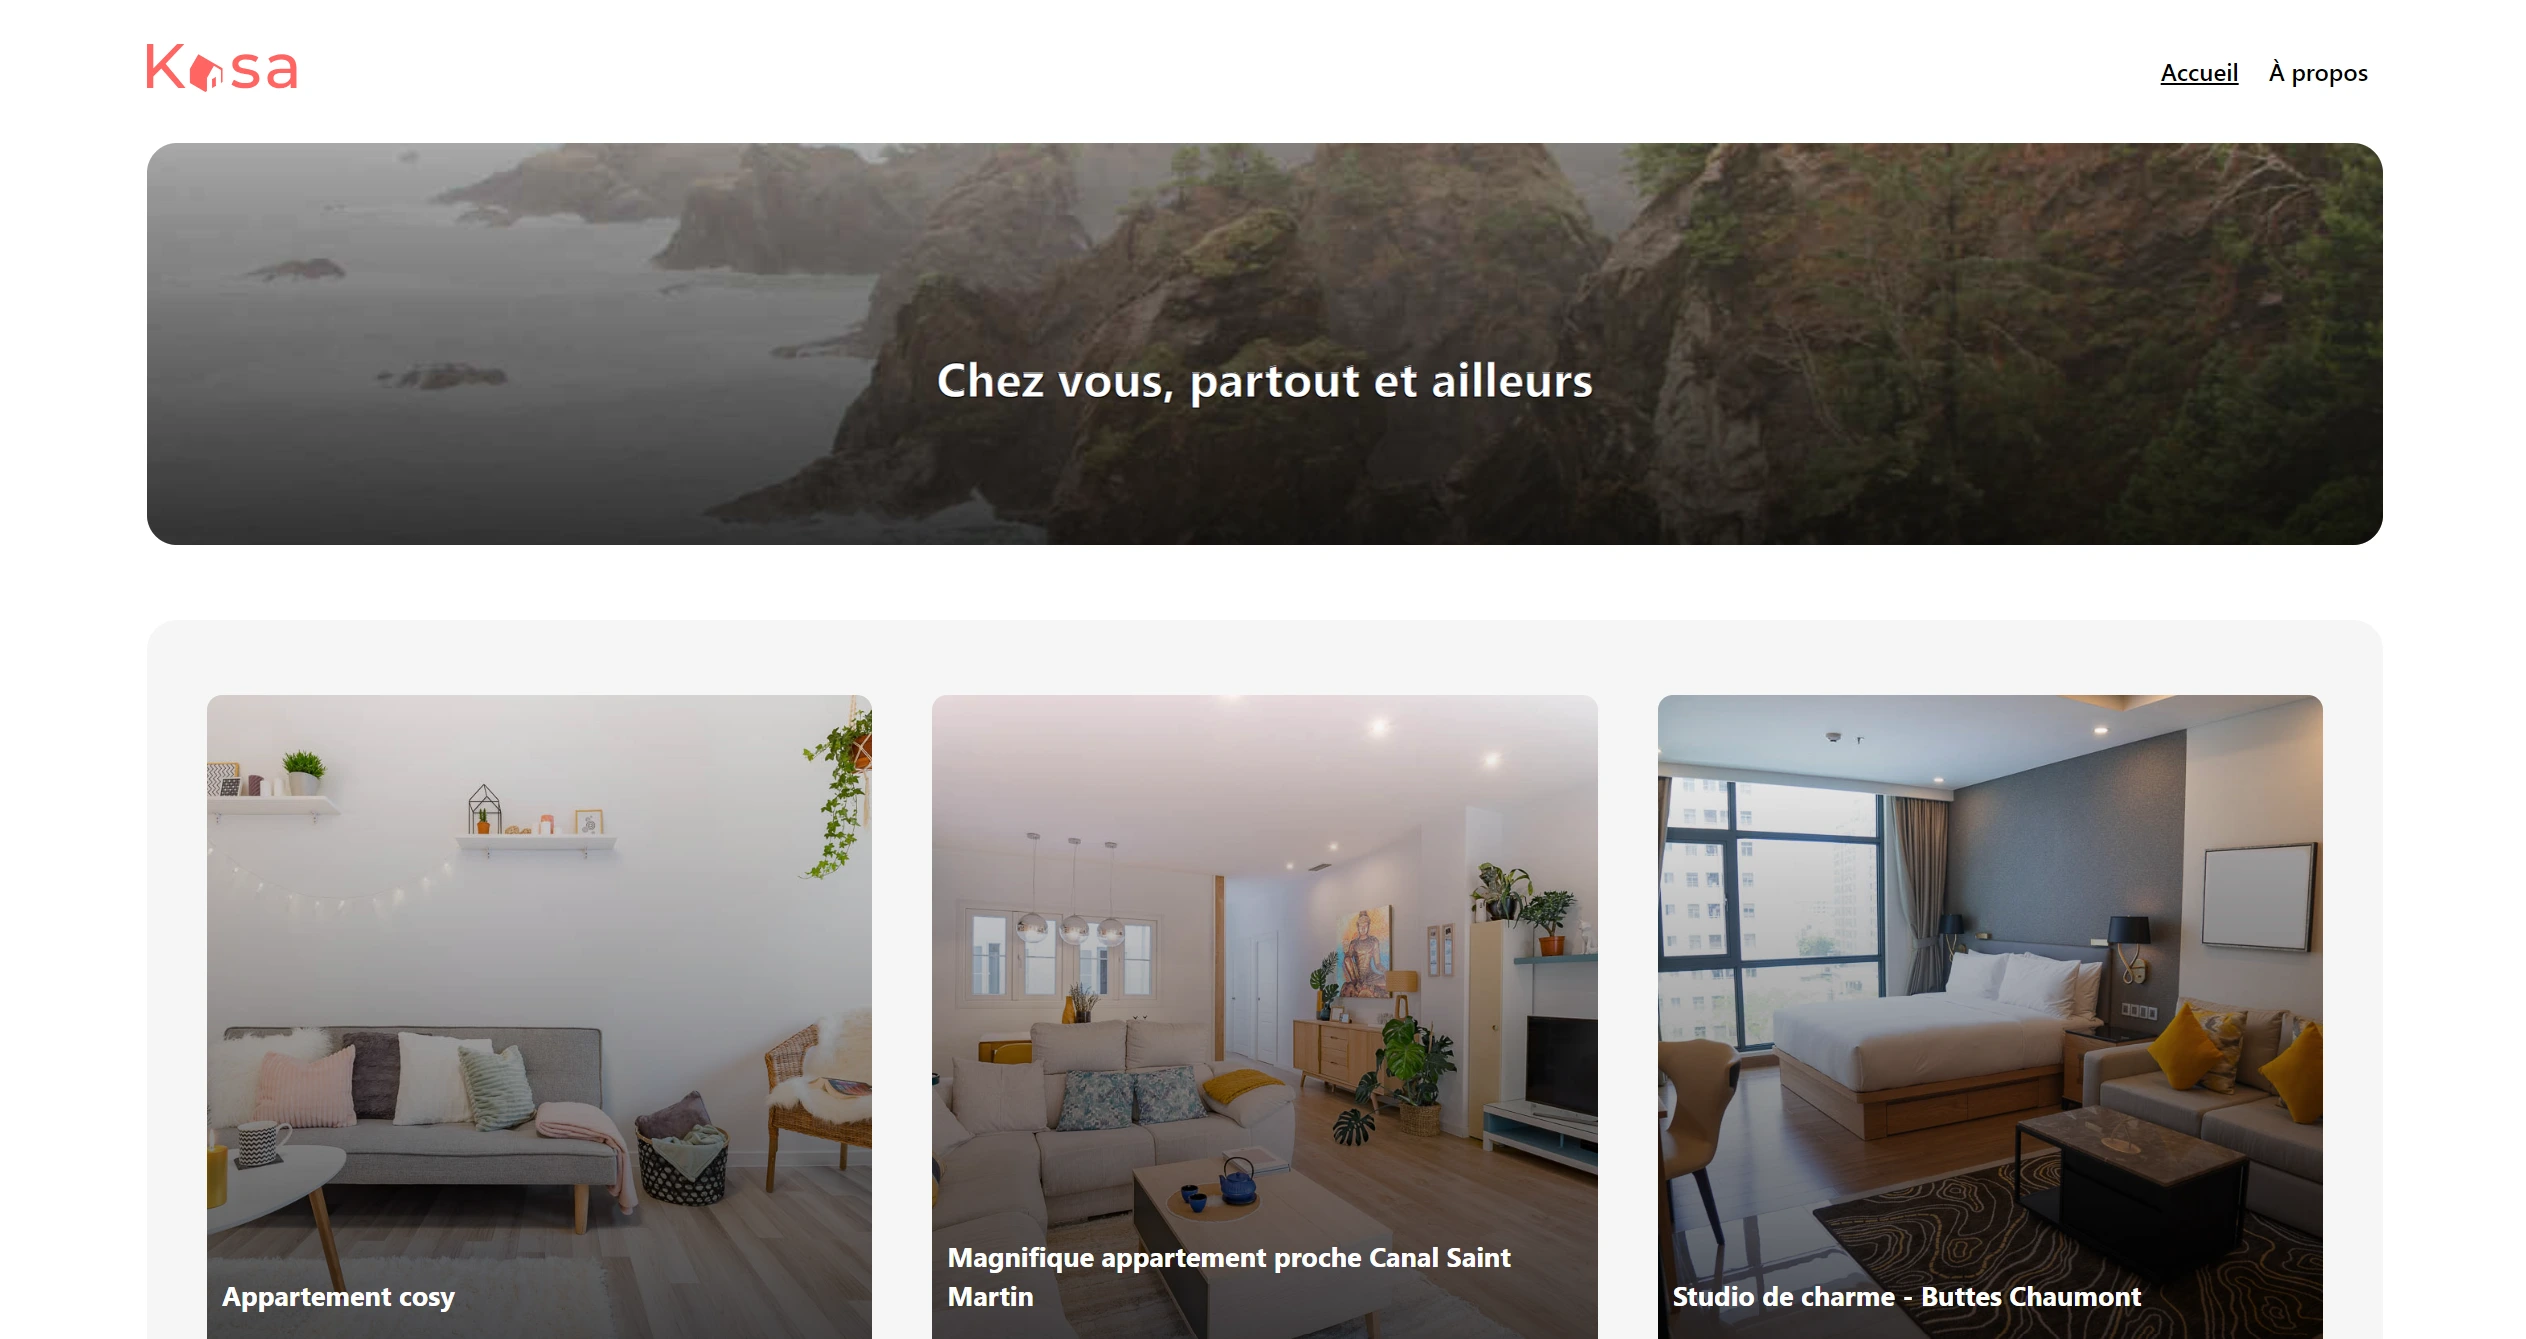 Kasa
Accueil À propos
Chez vous, partout et ailleurs
Appartement cosy
Magnifique appartement proche Canal Saint
Martin
Studio de charme - Buttes Chaumont